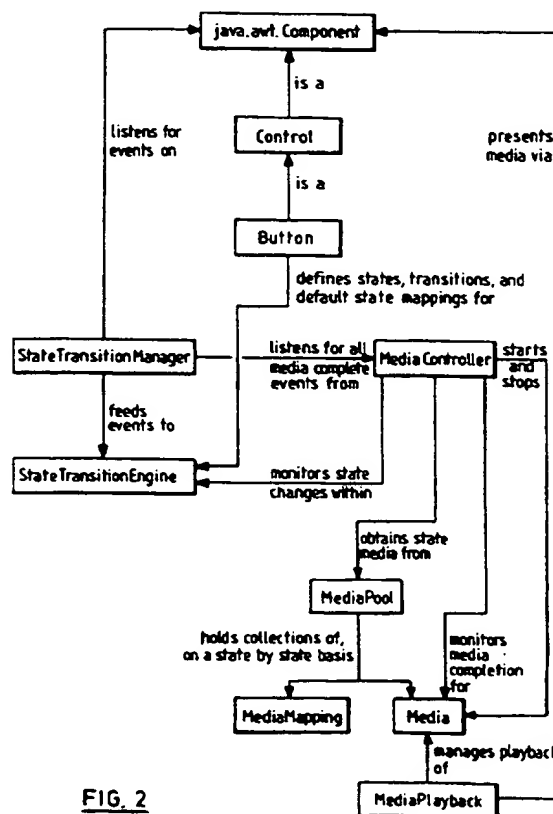 java.awt.Component
is a
listens for
events on
Control
presents
media via
is a
Button
defines states, transitions, and
default state mappings for
StateTransitionManager
listens for all
media complete
events from
MediaController
starts
and
stops
feeds
events to
StateTransitionEngine
monitors state
changes within
obtains state
media from
MediaPool
holds collections of,
on a state by state basis
monitors
media
completion
for
MediaMapping
Media
manages playback
of
MediaPlayback
FIG. 2